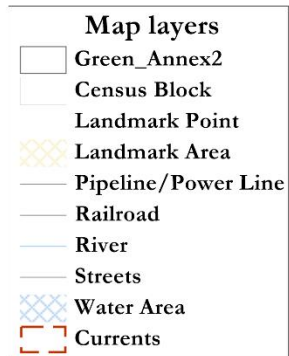 Map layers
Green_Annex2
Census Block
Landmark Point
Landmark Area
Pipeline/Power Line
Railroad
River
Streets
Water Area
Currents